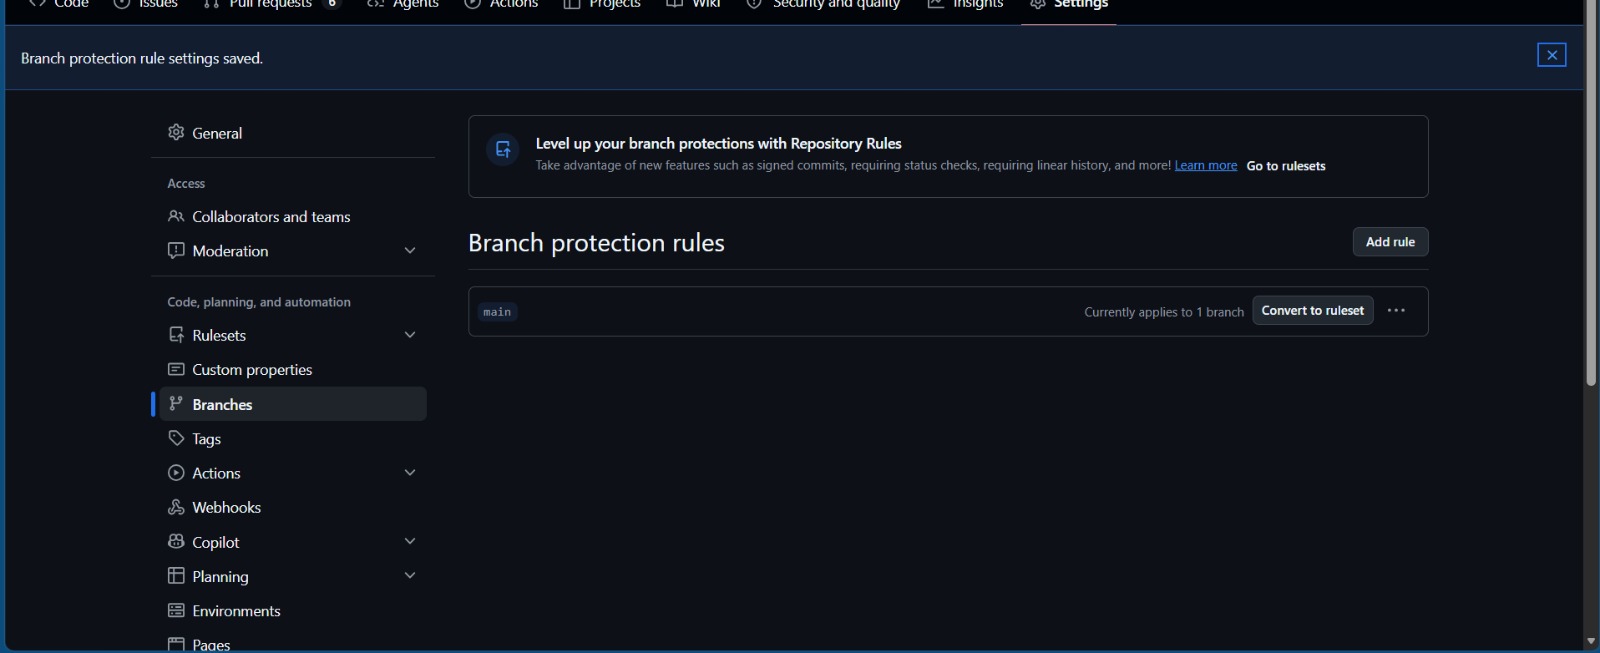 Code Issues Pull requests 6 Agents Actions Projects Wiki Security and quality Insights Settings
Branch protection rule settings saved.
General
Access
Collaborators and teams
Moderation
Code, planning, and automation
Rulesets
Custom properties
Branches
Tags
Actions
Webhooks
Copilot
Planning
Environments
Pages
Level up your branch protections with Repository Rules
Take advantage of new features such as signed commits, requiring status checks, requiring linear history, and more! Learn more Go to rulesets
Branch protection rules
Add rule
main Currently applies to 1 branch Convert to ruleset